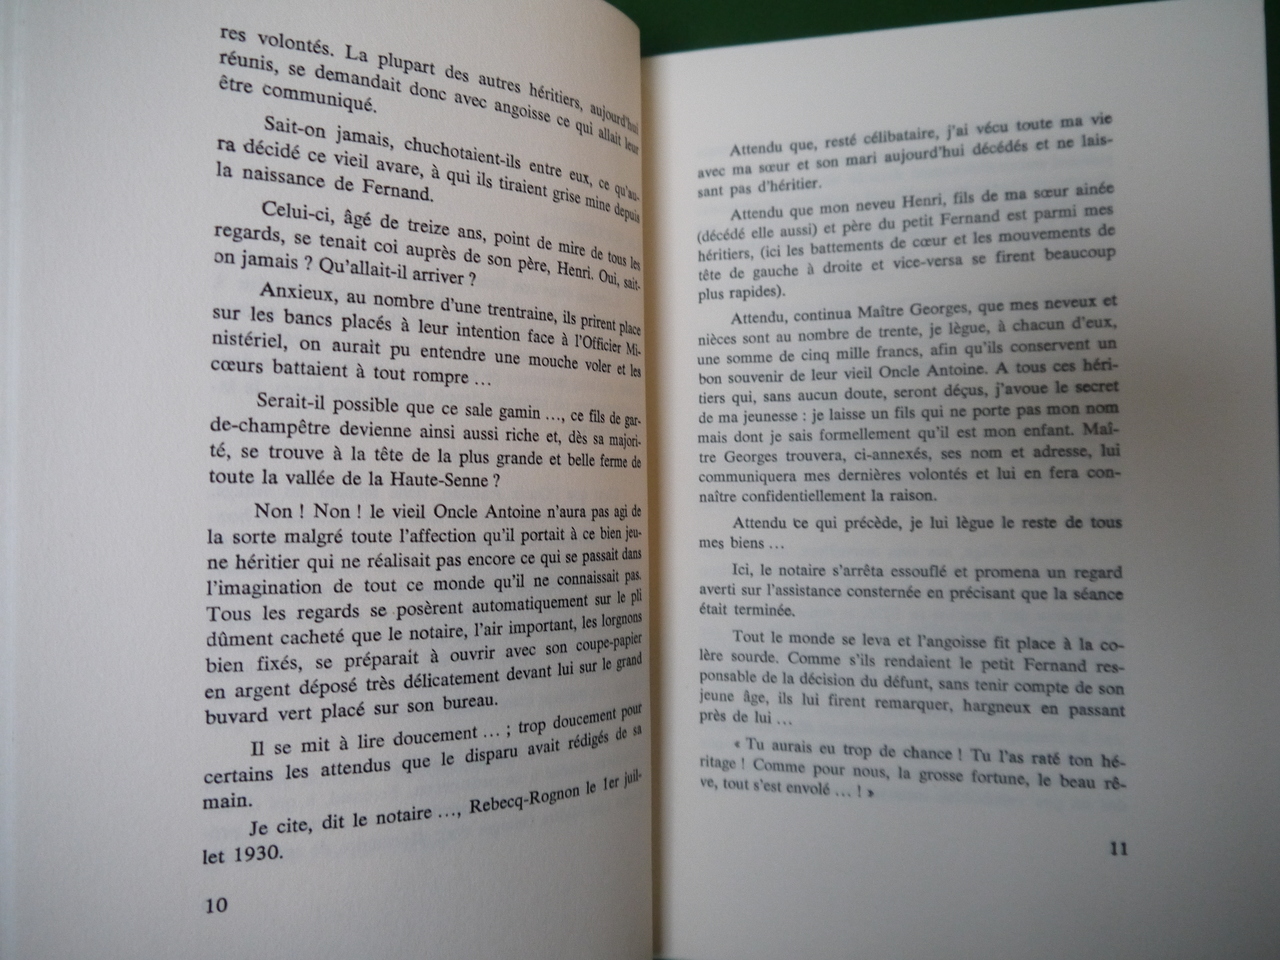 res volontés. La plupart des autres héritiers, aujourd'hui
réunis, se demandait donc avec angoisse ce qui allait leur
être communiqué.
Sait-on jamais, chuchotaient-ils entre eux, ce qu'au-
ra décidé ce vieil avare, à qui ils tiraient grise mine depuis
la naissance de Fernand.
Celui-ci, âgé de treize ans, point de mire de tous les
regards, se tenait coi auprès de son père, Henri. Oui, sait-
on jamais ? Qu'allait-il arriver ?
Anxieux, au nombre d'une trentraine, ils prirent place
sur les bancs placés à leur intention face à l'Officier Mi-
nistériel, on aurait pu entendre une mouche voler et les
cœurs battaient à tout rompre ...
Serait-il possible que ce sale gamin ..., ce fils de gar-
de-champêtre devienne ainsi aussi riche et, dès sa majori-
té, se trouve à la tête de la plus grande et belle ferme de
toute la vallée de la Haute-Senne ?
Non ! Non ! le vieil Oncle Antoine n'aura pas agi de
la sorte malgré toute l'affection qu'il portait à ce bien jeu-
ne héritier qui ne réalisait pas encore ce qui se passait dans
l'imagination de tout ce monde qu'il ne connaissait pas.
Tous les regards se posèrent automatiquement sur le pli
dûment cacheté que le notaire, l'air important, les lorgnons
bien fixés, se préparait à ouvrir avec son coupe-papier
en argent déposé très délicatement devant lui sur le grand
buvard vert placé sur son bureau.
Il se mit à lire doucement ... ; trop doucement pour
certains les attendus que le disparu avait rédigés de sa
main.
Je cite, dit le notaire ..., Rebecq-Rognon le 1er juil-
let 1930.
10
Attendu que, resté célibataire, j'ai vécu toute ma vie
avec ma sœur et son mari aujourd'hui décédés et ne lais-
sant pas d'héritier.
Attendu que mon neveu Henri, fils de ma sœur ainée
(décédé elle aussi) et père du petit Fernand est parmi mes
héritiers, (ici les battements de cœur et les mouvements de
tête de gauche à droite et vice-versa se firent beaucoup
plus rapides).
Attendu, continua Maître Georges, que mes neveux et
nièces sont au nombre de trente, je lègue, à chacun d'eux,
une somme de cinq mille francs, afin qu'ils conservent un
bon souvenir de leur vieil Oncle Antoine. A tous ces héri-
tiers qui, sans aucun doute, seront déçus, j'avoue le secret
de ma jeunesse : je laisse un fils qui ne porte pas mon nom
mais dont je sais formellement qu'il est mon enfant. Maî-
tre Georges trouvera, ci-annexés, ses nom et adresse, lui
communiquera mes dernières volontés et lui en fera con-
naître confidentiellement la raison.
Attendu ce qui précède, je lui lègue le reste de tous
mes biens ...
Ici, le notaire s'arrêta essouflé et promena un regard
averti sur l'assistance consternée en précisant que la séance
était terminée.
Tout le monde se leva et l'angoisse fit place à la co-
lère sourde. Comme s'ils rendaient le petit Fernand res-
ponsable de la décision du défunt, sans tenir compte de son
jeune âge, ils lui firent remarquer, hargneux en passant
près de lui ...
« Tu aurais eu trop de chance ! Tu l'as raté ton hé-
ritage ! Comme pour nous, la grosse fortune, le beau rê-
ve, tout s'est envolé ... ! »
11